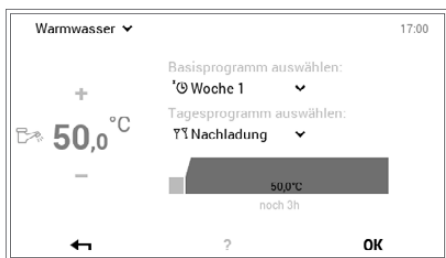 Warmwasser
17:00
Basisprogramm auswählen:
Woche 1
Tagesprogramm auswählen:
Nachladung
+
50,0 °C
−
50,0°C
noch 3h
?
OK